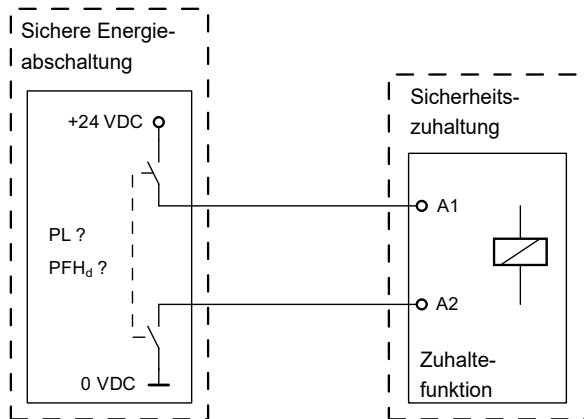 Sichere Energie-
abschaltung
+24 VDC
PL ?
PFHd ?
0 VDC
Sicherheits-
zuhaltung
A1
A2
Zuhalte-
funktion